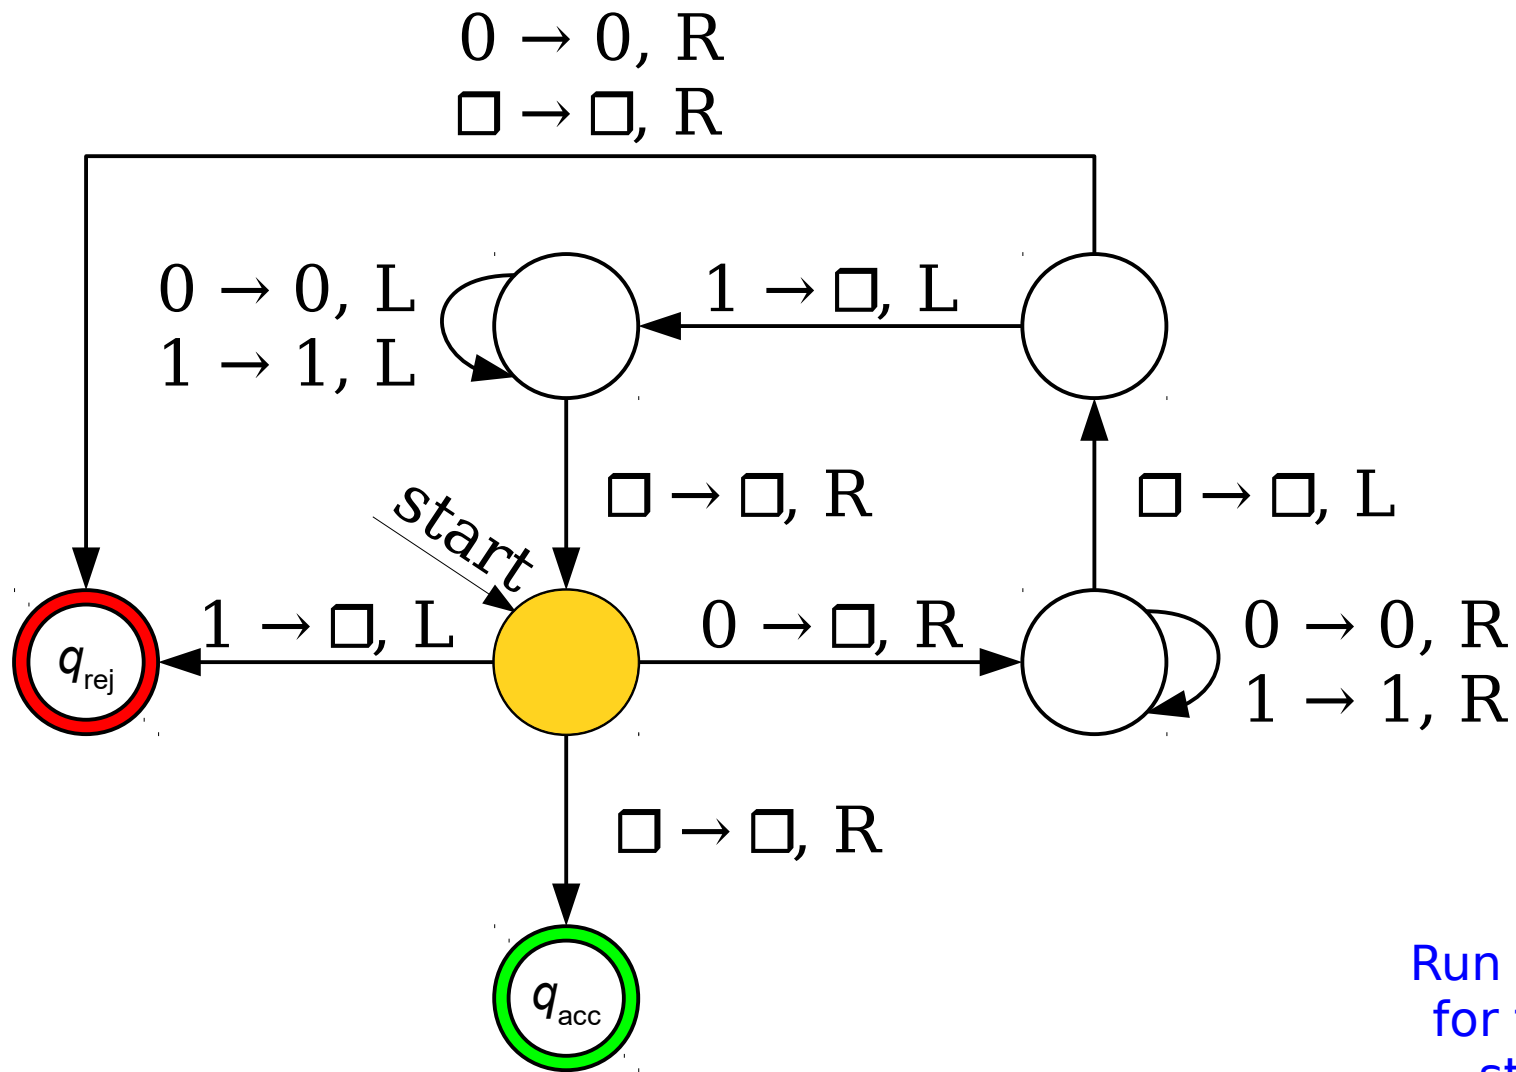 0 → 0, R
□ → □, R
0 → 0, L
1 → 1, L
1 → □, L
□ → □, R
□ → □, L
start
1 → □, L
0 → □, R
0 → 0, R
1 → 1, R
q_rej
□ → □, R
q_acc
Run
for